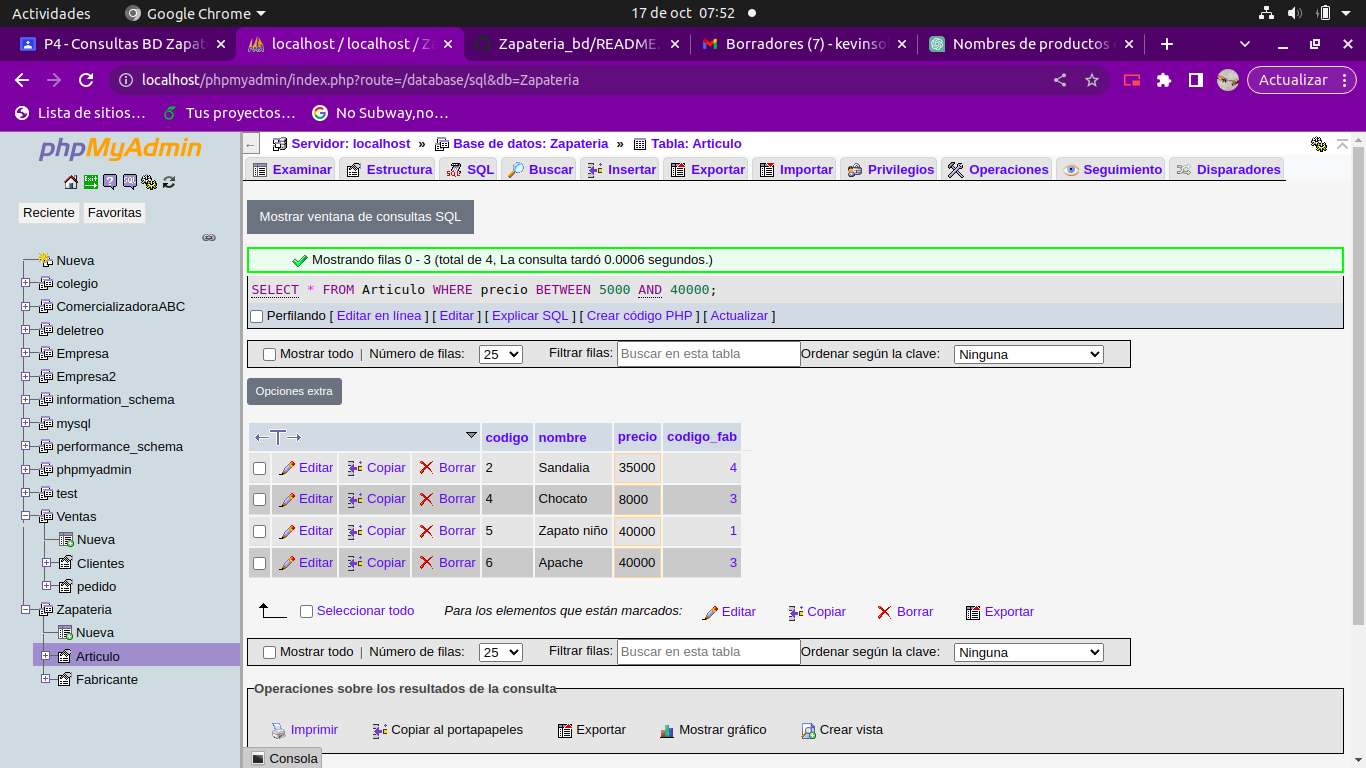 Actividades Google Chrome 17 de oct 07:52
P4 - Consultas BD Zapat localhost / localhost / Za Zapateria_bd/README. Borradores (7) - kevinsol Nombres de productos
localhost/phpmyadmin/index.php?route=/database/sql&db=Zapateria Actualizar
Lista de sitios... Tus proyectos... No Subway,no...
phpMyAdmin
Reciente Favoritas
Nueva
colegio
ComercializadoraABC
deletreo
Empresa
Empresa2
information_schema
mysql
performance_schema
phpmyadmin
test
Ventas
Nueva
Clientes
pedido
Zapateria
Nueva
Articulo
Fabricante
Servidor: localhost » Base de datos: Zapateria » Tabla: Articulo
Examinar Estructura SQL Buscar Insertar Exportar Importar Privilegios Operaciones Seguimiento Disparadores
Mostrar ventana de consultas SQL
Mostrando filas 0 - 3 (total de 4, La consulta tardó 0.0006 segundos.)
SELECT * FROM Articulo WHERE precio BETWEEN 5000 AND 40000;
Perfilando [ Editar en línea ] [ Editar ] [ Explicar SQL ] [ Crear código PHP ] [ Actualizar ]
Mostrar todo | Número de filas: 25 Filtrar filas: Buscar en esta tabla Ordenar según la clave: Ninguna
Opciones extra
←T→ codigo nombre precio codigo_fab
Editar Copiar Borrar 2 Sandalia 35000 4
Editar Copiar Borrar 4 Chocato 8000 3
Editar Copiar Borrar 5 Zapato niño 40000 1
Editar Copiar Borrar 6 Apache 40000 3
Seleccionar todo Para los elementos que están marcados: Editar Copiar Borrar Exportar
Mostrar todo | Número de filas: 25 Filtrar filas: Buscar en esta tabla Ordenar según la clave: Ninguna
Operaciones sobre los resultados de la consulta
Imprimir Copiar al portapapeles Exportar Mostrar gráfico Crear vista
Consola